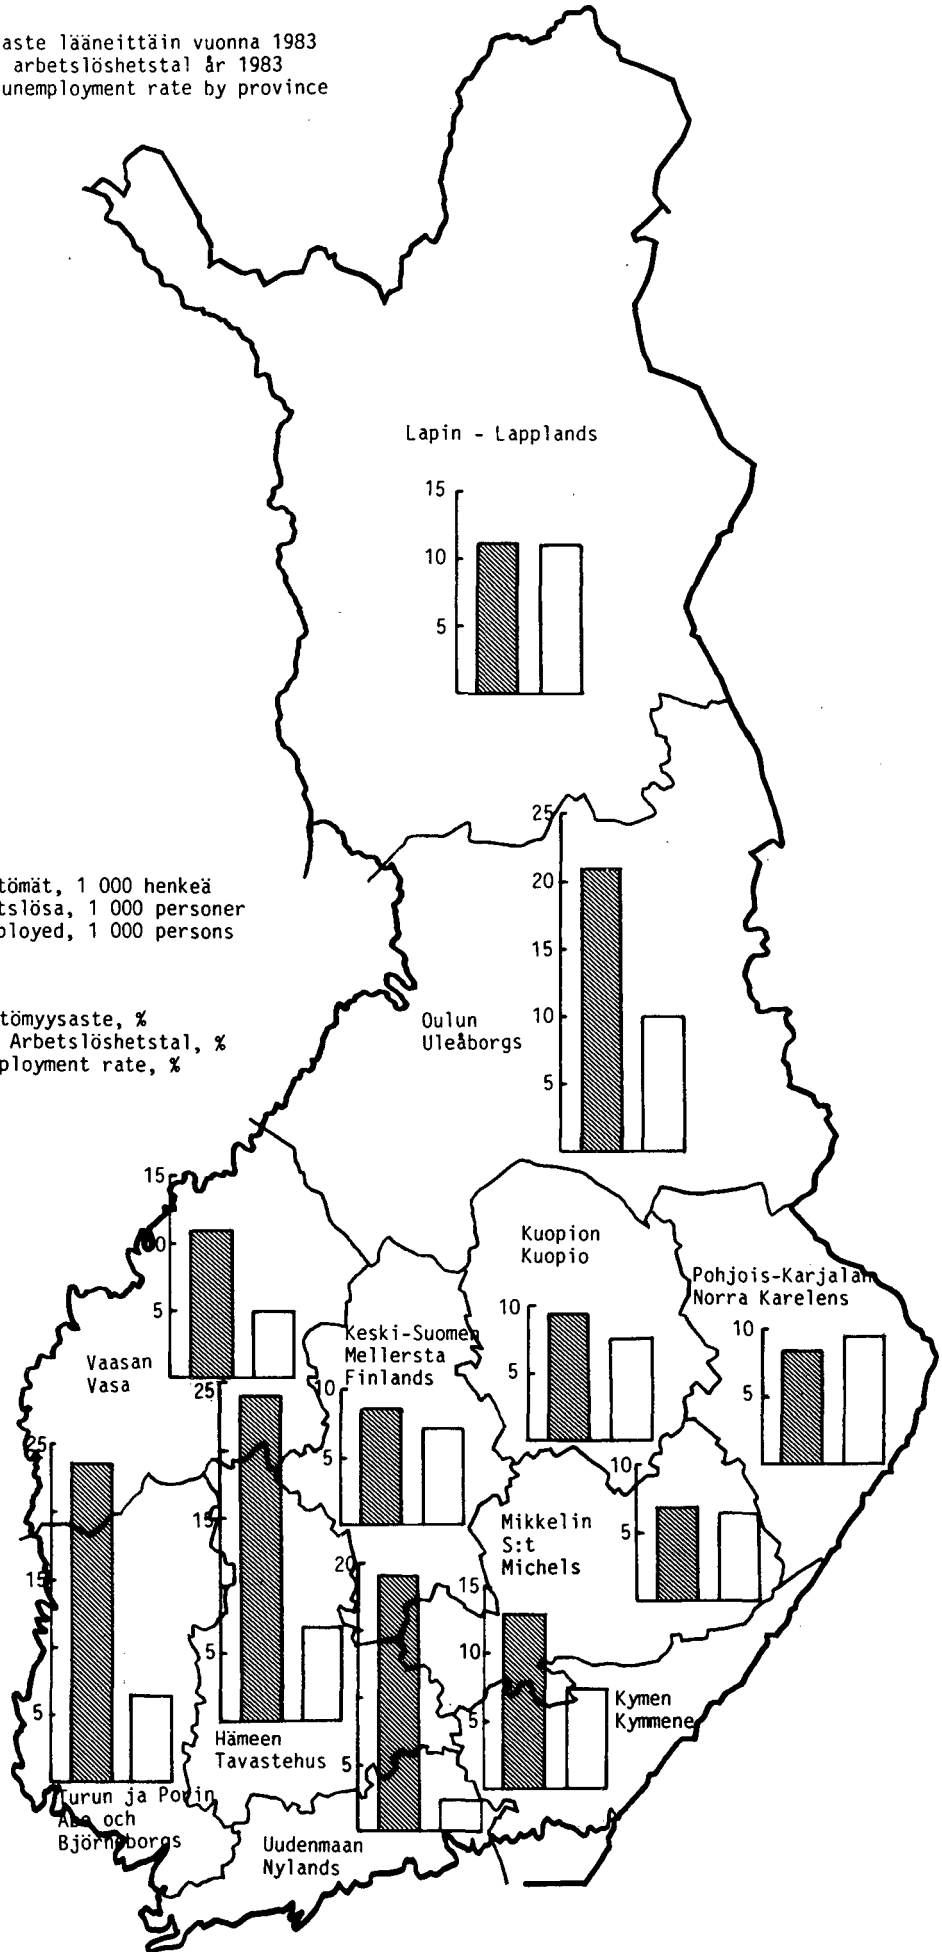 aste lääneittäin vuonna 1983
arbetslöshetstal år 1983
unemployment rate by province
Lapin - Lapplands
15
10
5
25
20
15
10
5
tömät, 1 000 henkeä
tslösa, 1 000 personer
ployed, 1 000 persons
Oulun
Uleåborgs
tömyysaste, %
Arbetslöshetstal, %
ployment rate, %
15
10
5
Vaasan
Vasa
Kuopion
Kuopio
10
5
Pohjois-Karjalan
Norra Karelens
10
5
Keski-Suomen
Mellersta
Finlands
10
5
25
15
5
Hämeen
Tavastehus
25
15
5
Turun ja Porin
Åbo och
Björneborgs
Mikkelin
S:t
Michels
10
5
20
5
Uudenmaan
Nylands
15
10
5
Kymen
Kymmene